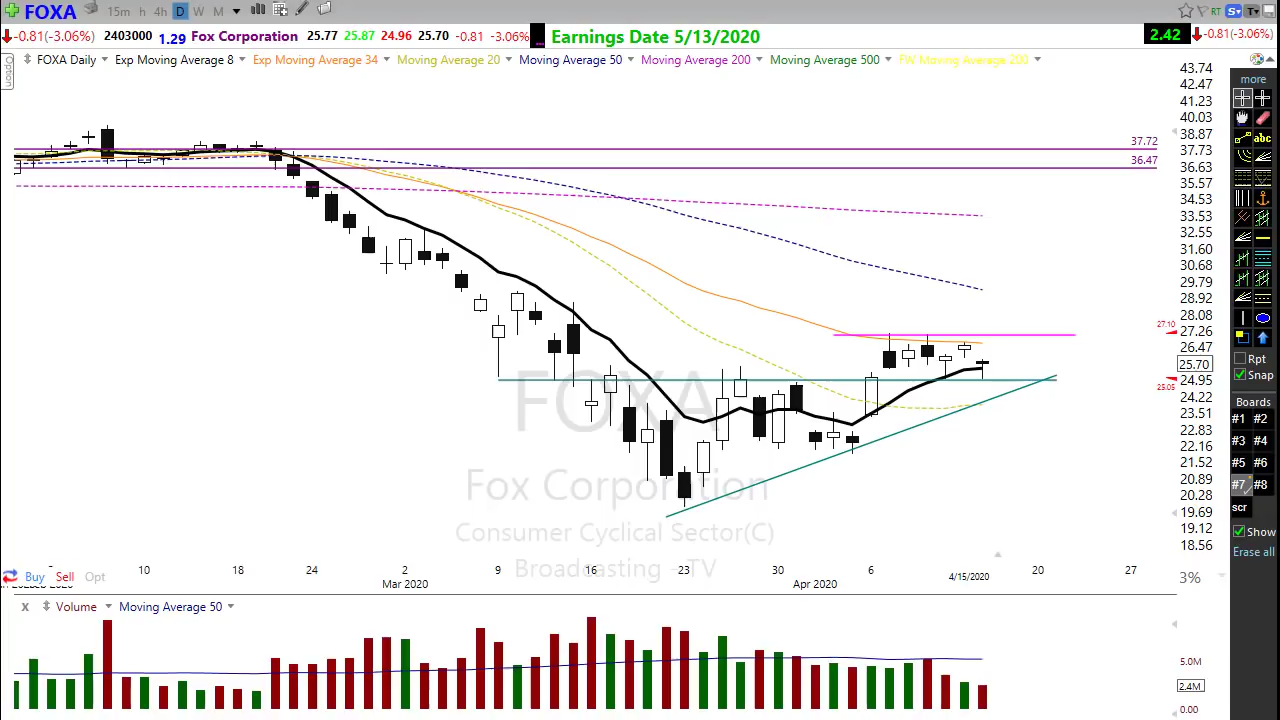 FOXA 15m h 4h D W M RT S T
-0.81(-3.06%) 2403000 1.29 Fox Corporation 25.77 25.87 24.96 25.70 -0.81 -3.06% ... Earnings Date 5/13/2020 2.42 -0.81(-3.06%)
Option
FOXA Daily Exp Moving Average 8 Exp Moving Average 34 Moving Average 20 Moving Average 50 Moving Average 200 Moving Average 500 FW Moving Average 200
43.74
42.47
41.23
40.03
38.87
37.73
36.63
35.57
34.53
33.53
32.55
31.60
30.68
29.79
28.92
28.08
27.26
26.47
25.70
24.95
24.22
23.51
22.83
22.16
21.52
20.89
20.28
19.69
19.12
18.56
37.72
36.47
27.10
25.05
FOXA
Fox Corporation
Consumer Cyclical Sector(C)
Broadcasting - TV
10 18 24 2 9 16 23 30 6 4/15/2020 20 27
Mar 2020 Apr 2020
Buy Sell Opt
3%
x Volume Moving Average 50
5.0M
2.4M
0.00
more
abc
Rpt
Snap
Boards
#1 #2
#3 #4
#5 #6
#7 #8
scr
Show
Erase all